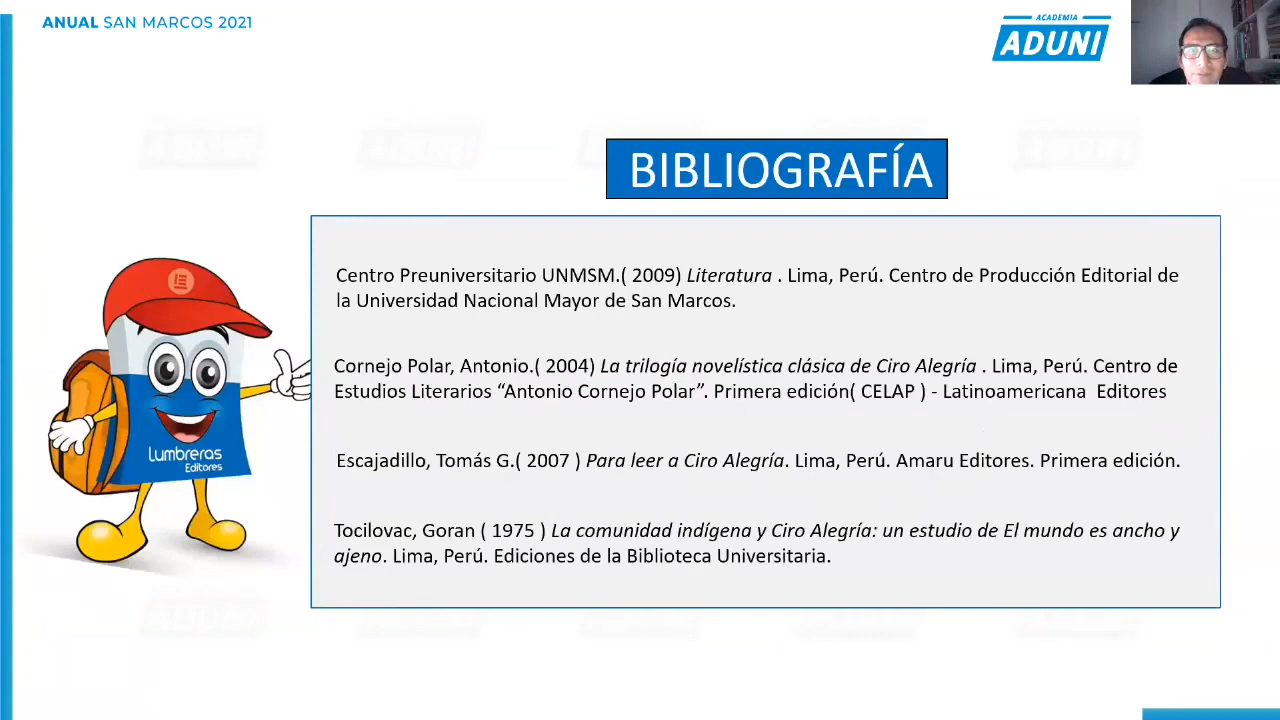 ANUAL SAN MARCOS 2021
ACADEMIA
ADUNI
BIBLIOGRAFÍA
Centro Preuniversitario UNMSM.( 2009) Literatura . Lima, Perú. Centro de Producción Editorial de
la Universidad Nacional Mayor de San Marcos.
Cornejo Polar, Antonio.( 2004) La trilogía novelística clásica de Ciro Alegría . Lima, Perú. Centro de
Estudios Literarios “Antonio Cornejo Polar”. Primera edición( CELAP ) - Latinoamericana Editores
Escajadillo, Tomás G.( 2007 ) Para leer a Ciro Alegría. Lima, Perú. Amaru Editores. Primera edición.
Tocilovac, Goran ( 1975 ) La comunidad indígena y Ciro Alegría: un estudio de El mundo es ancho y
ajeno. Lima, Perú. Ediciones de la Biblioteca Universitaria.
Lumbreras
Editores